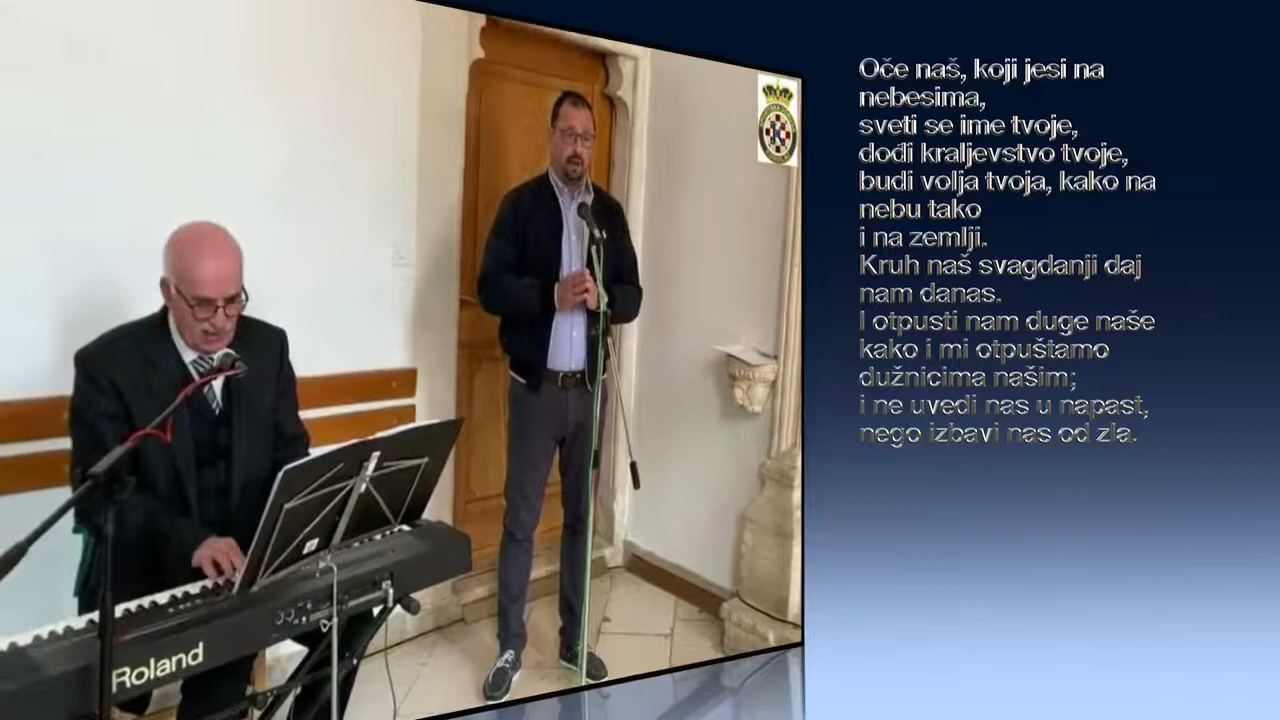 Oče naš, koji jesi na
nebesima,
sveti se ime tvoje,
dođi kraljevstvo tvoje,
budi volja tvoja, kako na
nebu tako
i na zemlji.
Kruh naš svagdanji daj
nam danas.
I otpusti nam duge naše
kako i mi otpuštamo
dužnicima našim;
i ne uvedi nas u napast,
nego izbavi nas od zla.
Roland